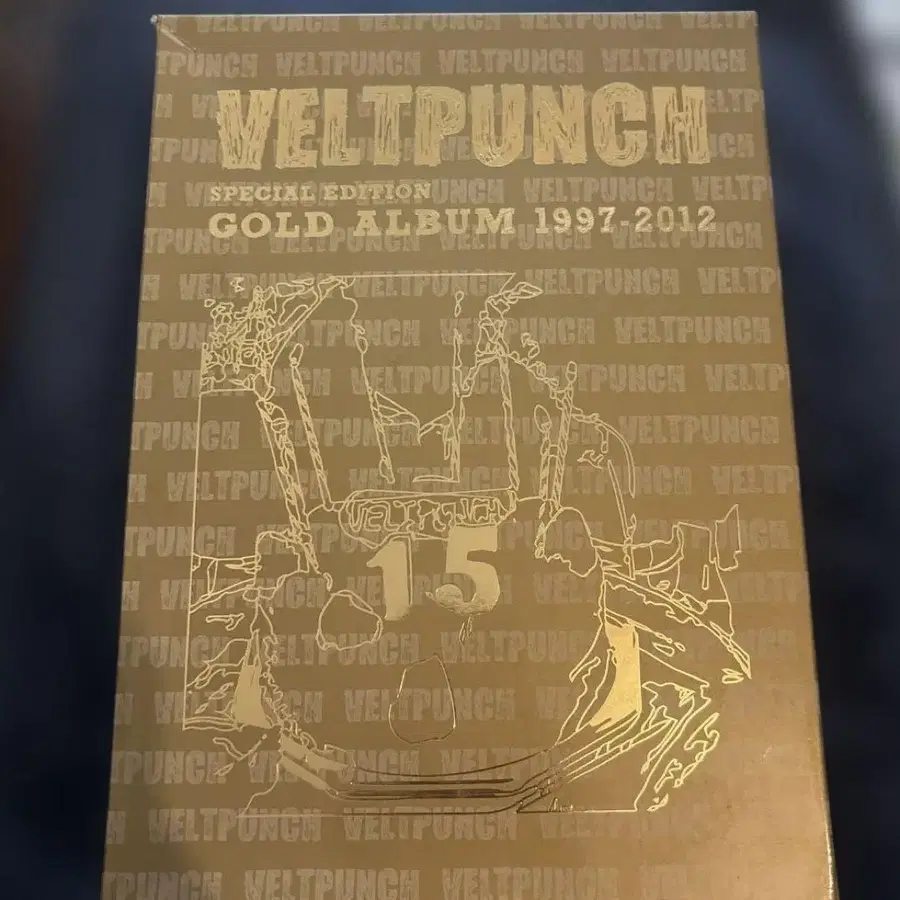 VELTPUNCH
SPECIAL EDITION
GOLD ALBUM 1997-2012
VELTPUNCH
15